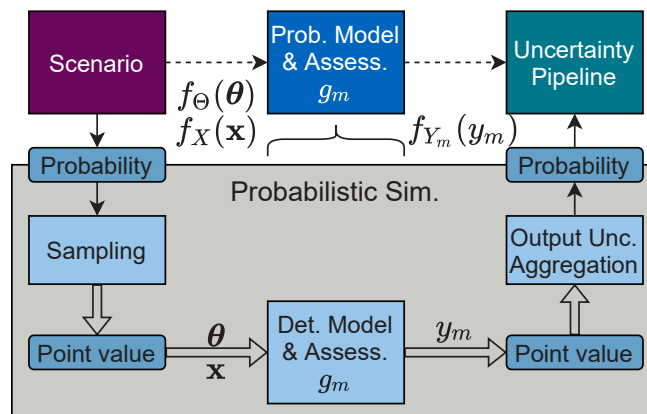 Scenario
Prob. Model
& Assess.
g_m
Uncertainty
Pipeline
f_Θ(θ)
f_X(x)
f_{Y_m}(y_m)
Probability
Probability
Probabilistic Sim.
Sampling
Output Unc.
Aggregation
Point value
θ
x
Det. Model
& Assess.
g_m
y_m
Point value